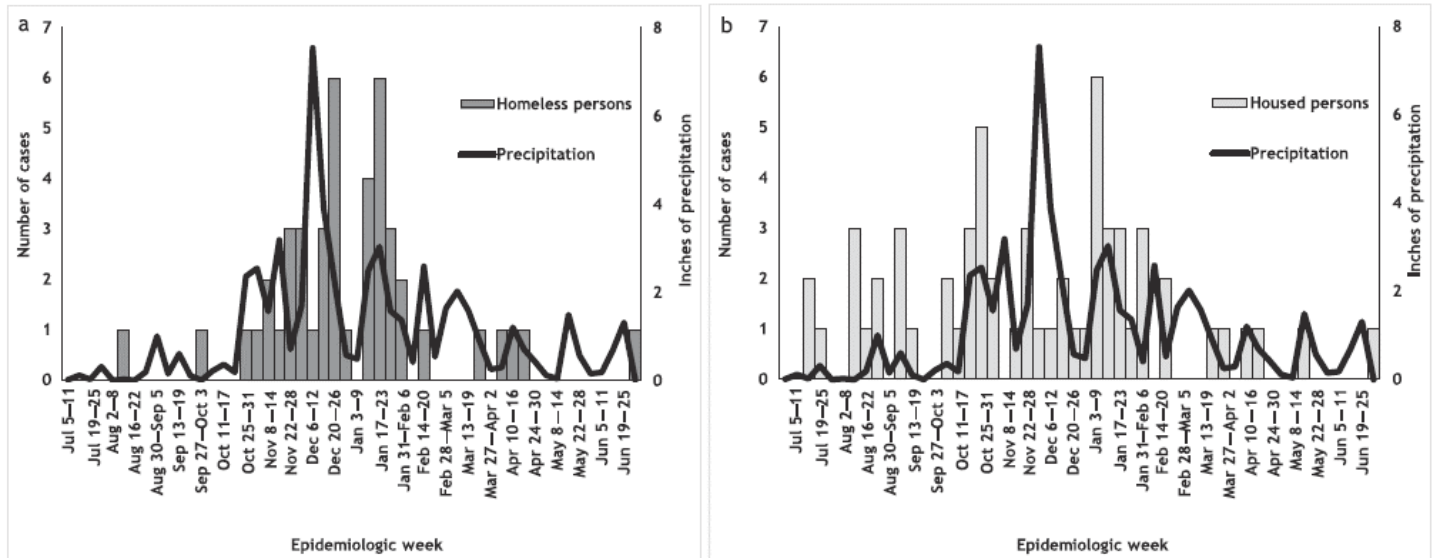 a
7
6
5
4
3
2
1
0
Number of cases
Homeless persons
Precipitation
8
6
4
2
0
Inches of precipitation
Jul 5–11
Jul 19–25
Aug 2–8
Aug 16–22
Aug 30–Sep 5
Sep 13–19
Sep 27–Oct 3
Oct 11–17
Oct 25–31
Nov 8–14
Nov 22–28
Dec 6–12
Dec 20–26
Jan 3–9
Jan 17–23
Jan 31–Feb 6
Feb 14–20
Feb 28–Mar 5
Mar 13–19
Mar 27–Apr 2
Apr 10–16
Apr 24–30
May 8–14
May 22–28
Jun 5–11
Jun 19–25
Epidemiologic week
b
7
6
5
4
3
2
1
0
Number of cases
Housed persons
Precipitation
8
6
4
2
0
Inches of precipitation
Jul 5–11
Jul 19–25
Aug 2–8
Aug 16–22
Aug 30–Sep 5
Sep 13–19
Sep 27–Oct 3
Oct 11–17
Oct 25–31
Nov 8–14
Nov 22–28
Dec 6–12
Dec 20–26
Jan 3–9
Jan 17–23
Jan 31–Feb 6
Feb 14–20
Feb 28–Mar 5
Mar 13–19
Mar 27–Apr 2
Apr 10–16
Apr 24–30
May 8–14
May 22–28
Jun 5–11
Jun 19–25
Epidemiologic week